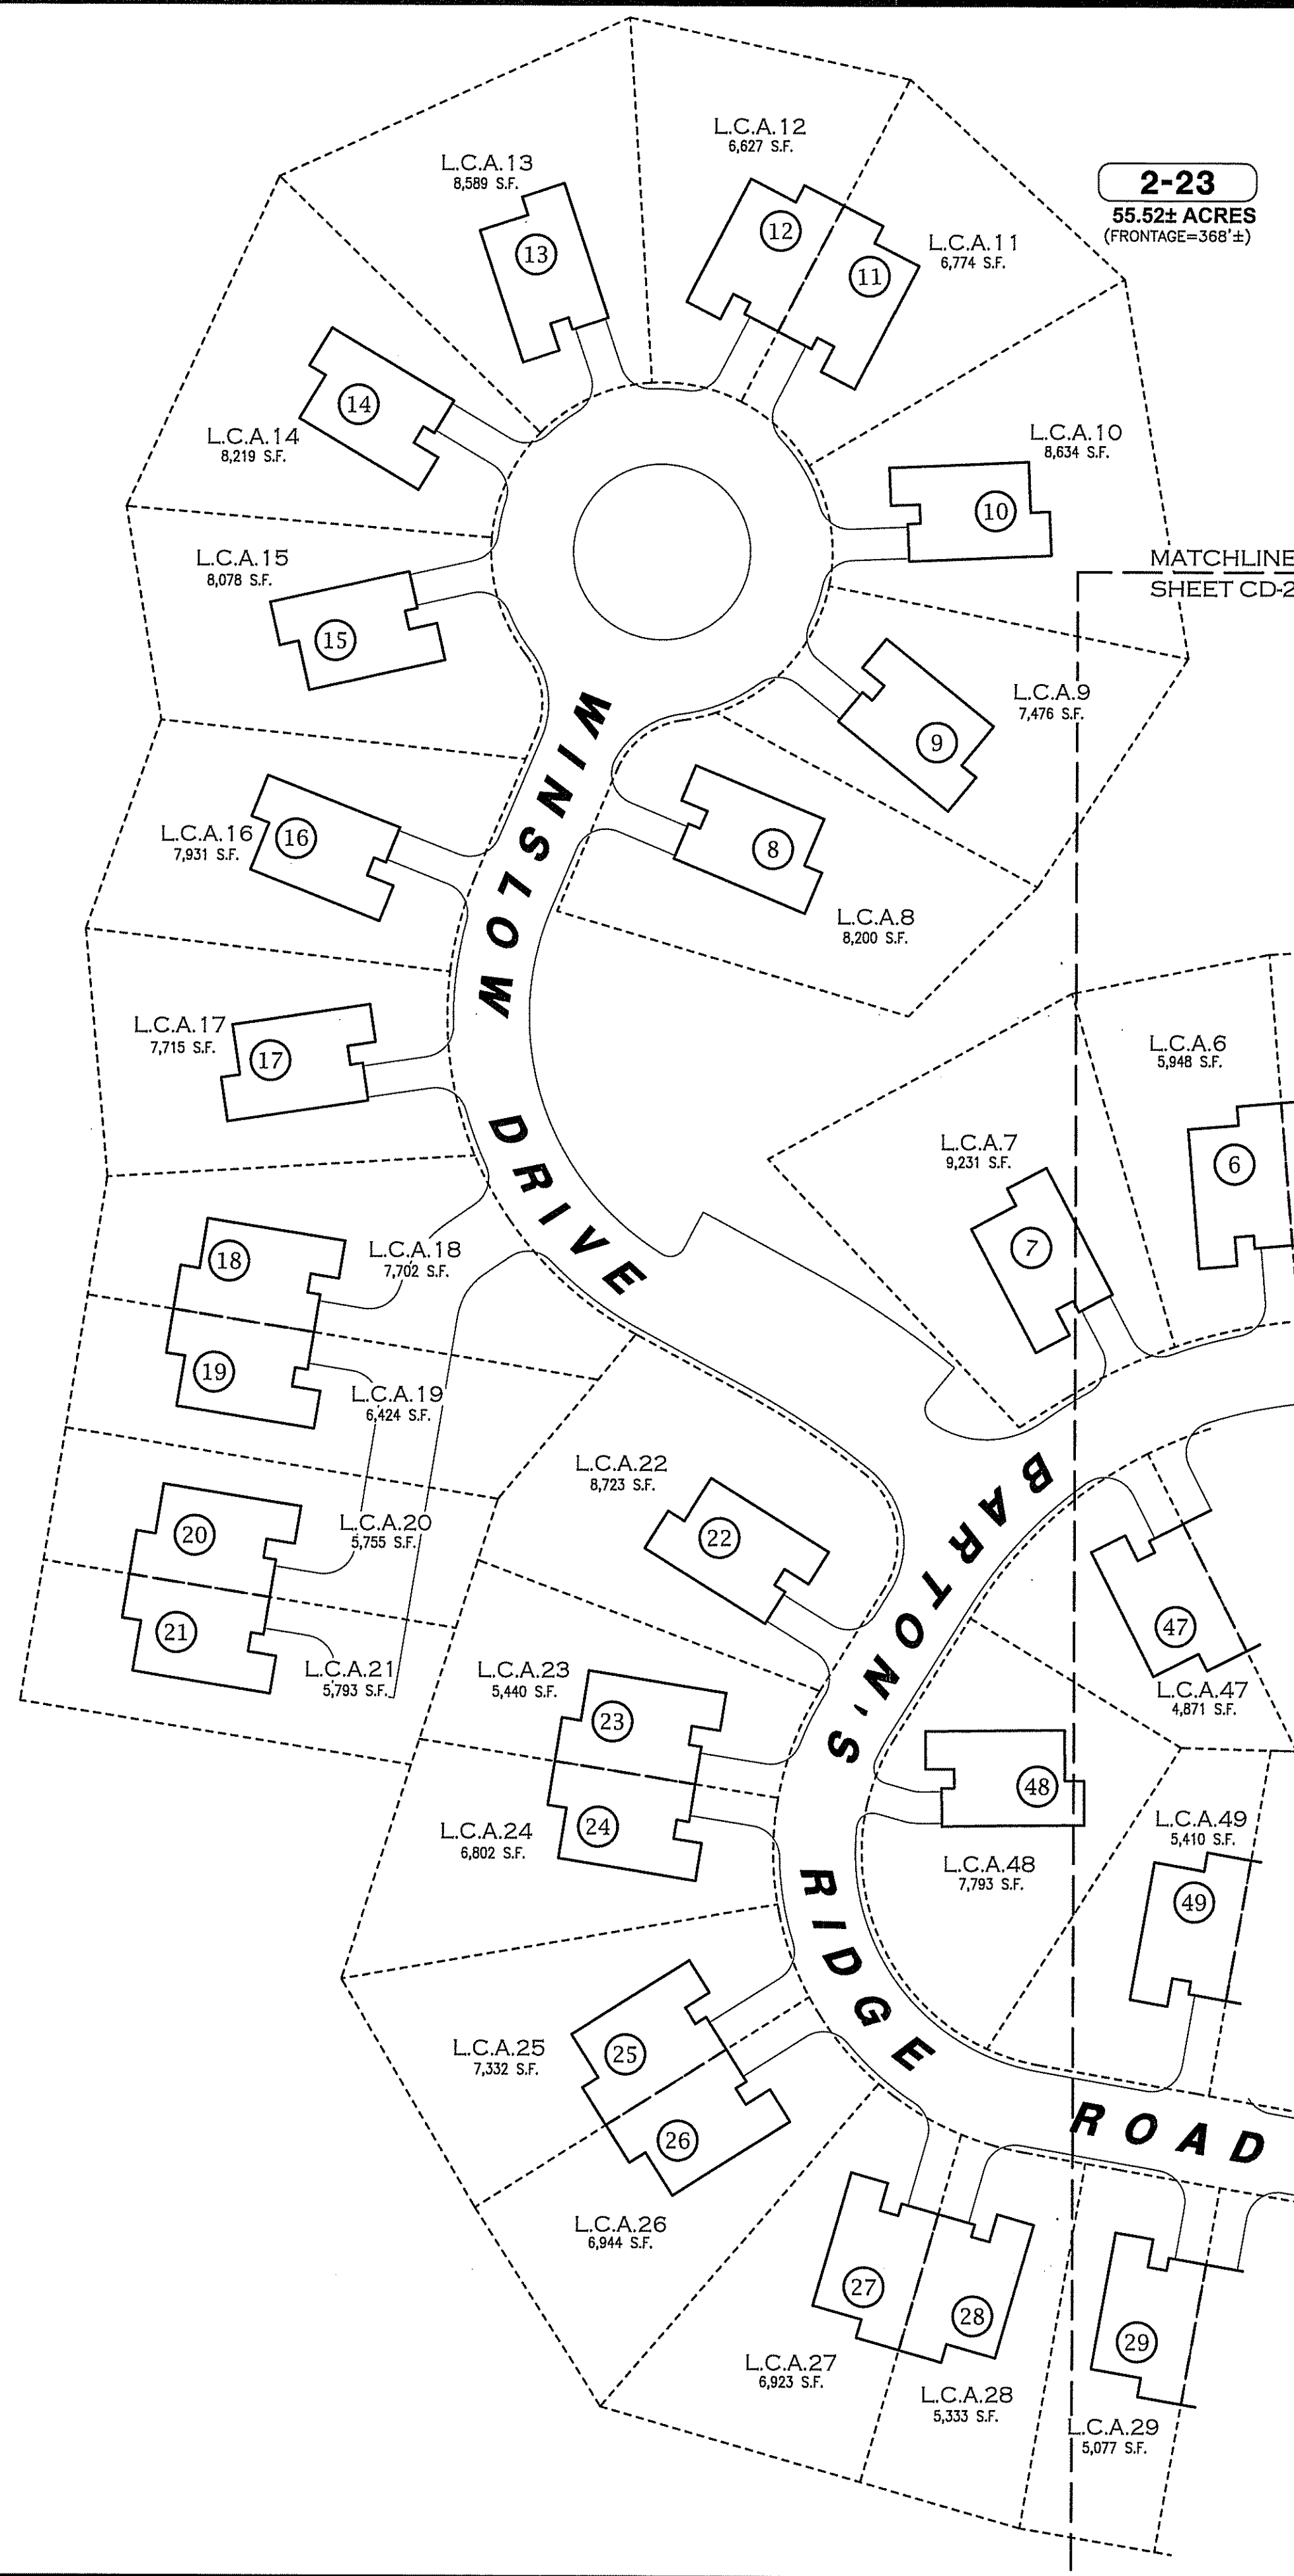 L.C.A.12
6,627 S.F.
L.C.A.13
8,589 S.F.
2-23
55.52± ACRES
(FRONTAGE=368'±)
12
13
11
L.C.A.11
6,774 S.F.
14
L.C.A.14
8,219 S.F.
L.C.A.10
8,634 S.F.
10
MATCHLINE
SHEET CD-2
L.C.A.15
8,078 S.F.
15
L.C.A.9
7,476 S.F.
9
WINSLOW DRIVE
L.C.A.16
7,931 S.F.
16
8
L.C.A.8
8,200 S.F.
L.C.A.17
7,715 S.F.
17
L.C.A.6
5,948 S.F.
6
L.C.A.7
9,231 S.F.
7
18
L.C.A.18
7,702 S.F.
19
L.C.A.19
6,424 S.F.
L.C.A.22
8,723 S.F.
22
20
L.C.A.20
5,755 S.F.
21
L.C.A.21
5,793 S.F.
BARTON'S RIDGE ROAD
47
L.C.A.47
4,871 S.F.
L.C.A.23
5,440 S.F.
23
48
L.C.A.48
7,793 S.F.
24
L.C.A.24
6,802 S.F.
L.C.A.49
5,410 S.F.
49
25
L.C.A.25
7,332 S.F.
26
L.C.A.26
6,944 S.F.
27
28
29
L.C.A.27
6,923 S.F.
L.C.A.28
5,333 S.F.
L.C.A.29
5,077 S.F.